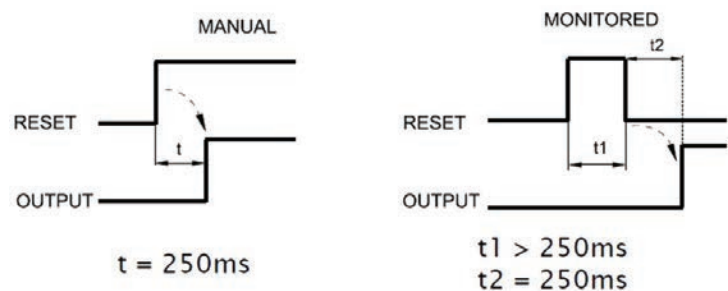 MANUAL
RESET
t
OUTPUT
t = 250ms
MONITORED
t2
RESET
t1
OUTPUT
t1 > 250ms
t2 = 250ms